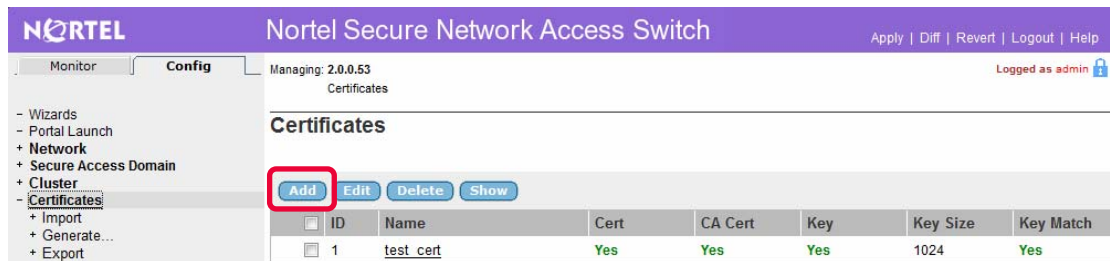 NORTEL
Nortel Secure Network Access Switch
Apply | Diff | Revert | Logout | Help
Monitor
Config
Managing: 2.0.0.53
Certificates
Logged as admin
- Wizards
- Portal Launch
+ Network
+ Secure Access Domain
+ Cluster
- Certificates
+ Import
+ Generate...
+ Export
Certificates
Add Edit Delete Show
ID Name Cert CA Cert Key Key Size Key Match
1 test_cert Yes Yes Yes 1024 Yes